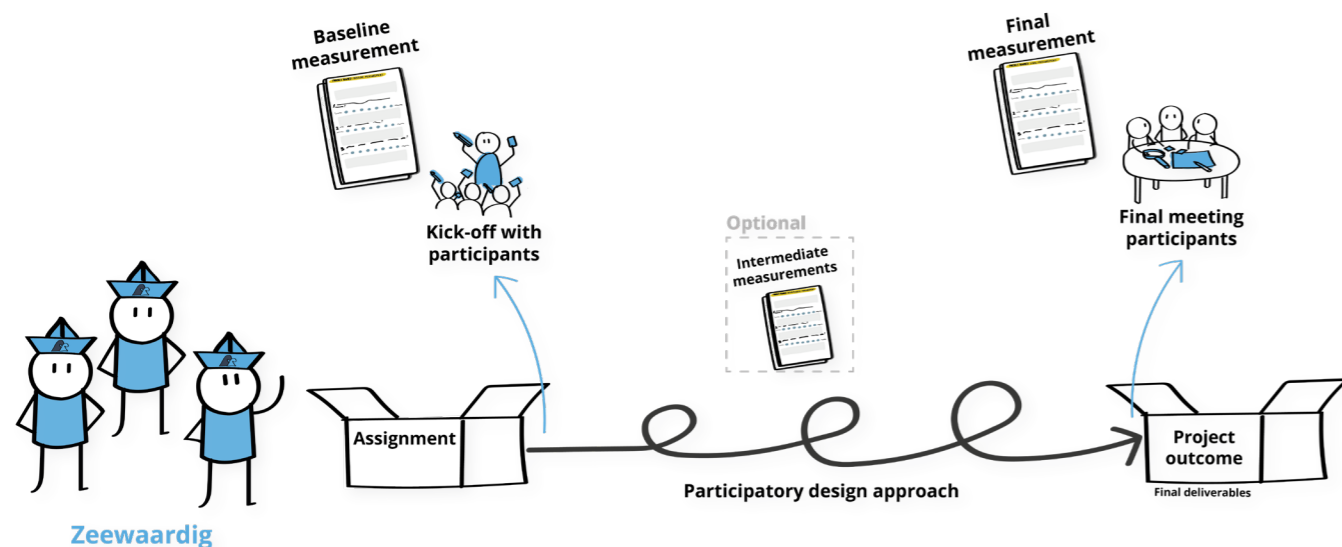 Baseline
measurement
Kick-off with
participants
Optional
Intermediate
measurements
Final
measurement
Final meeting
participants
Assignment
Participatory design approach
Project
outcome
Final deliverables
Zeewaardig